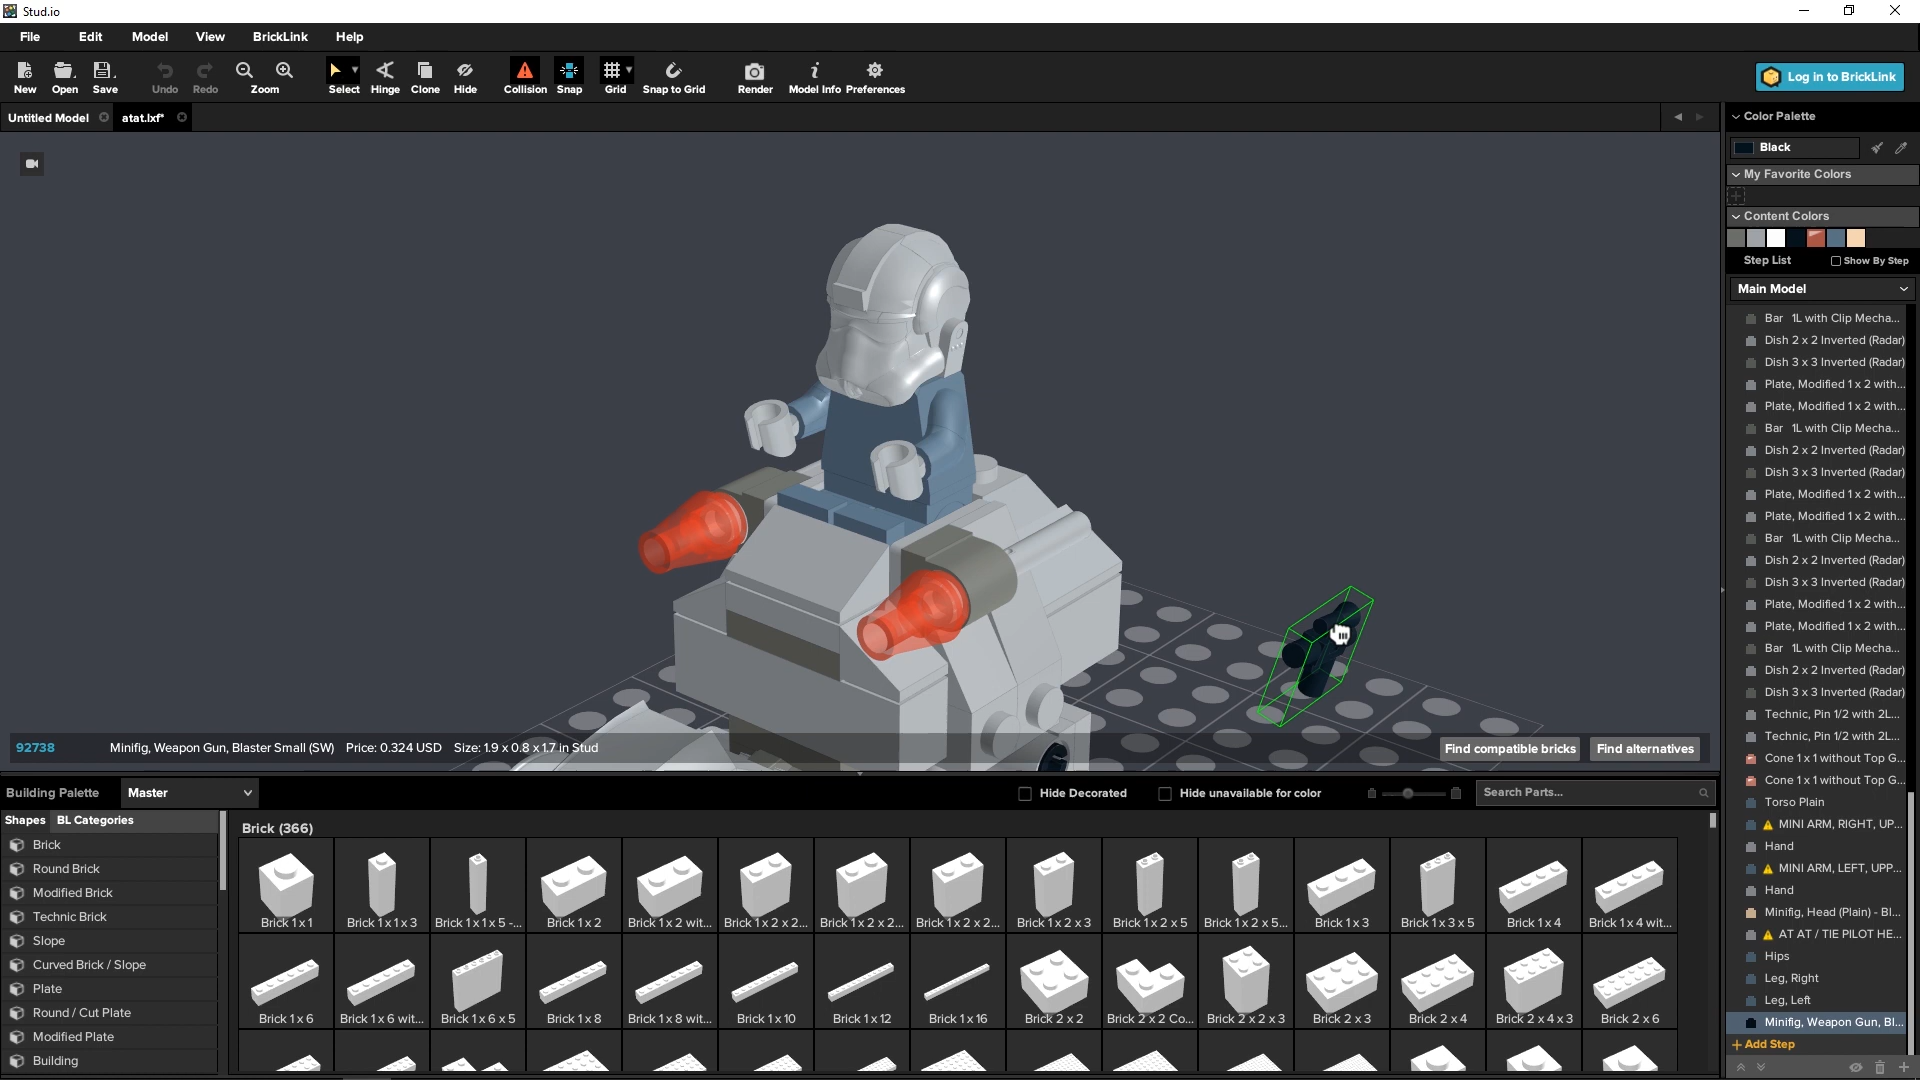 Stud.io
File Edit Model View BrickLink Help
New Open Save Undo Redo Zoom Select Hinge Clone Hide Collision Snap Grid Snap to Grid Render Model Info Preferences
Log in to BrickLink
Untitled Model atat.lxf*
Color Palette
Black
My Favorite Colors
Content Colors
Step List Show By Step
Main Model
Bar 1L with Clip Mecha...
Dish 2 x 2 Inverted (Radar)
Dish 3 x 3 Inverted (Radar)
Plate, Modified 1 x 2 with...
Plate, Modified 1 x 2 with...
Bar 1L with Clip Mecha...
Dish 2 x 2 Inverted (Radar)
Dish 3 x 3 Inverted (Radar)
Plate, Modified 1 x 2 with...
Plate, Modified 1 x 2 with...
Bar 1L with Clip Mecha...
Dish 2 x 2 Inverted (Radar)
Dish 3 x 3 Inverted (Radar)
Plate, Modified 1 x 2 with...
Plate, Modified 1 x 2 with...
Bar 1L with Clip Mecha...
Dish 2 x 2 Inverted (Radar)
Dish 3 x 3 Inverted (Radar)
Technic, Pin 1/2 with 2L...
Technic, Pin 1/2 with 2L...
Cone 1 x 1 without Top G...
Cone 1 x 1 without Top G...
Torso Plain
MINI ARM, RIGHT, UP...
Hand
MINI ARM, LEFT, UPP...
Hand
Minifig, Head (Plain) - Bl...
AT AT / TIE PILOT HE...
Hips
Leg, Right
Leg, Left
Minifig, Weapon Gun, Bl...
+ Add Step
92738 Minifig, Weapon Gun, Blaster Small (SW) Price: 0.324 USD Size: 1.9 x 0.8 x 1.7 in Stud
Find compatible bricks Find alternatives
Building Palette Master Hide Decorated Hide unavailable for color Search Parts...
Shapes BL Categories
Brick
Round Brick
Modified Brick
Technic Brick
Slope
Curved Brick / Slope
Plate
Round / Cut Plate
Modified Plate
Building
Brick (366)
Brick 1 x 1 Brick 1 x 1 x 3 Brick 1 x 1 x 5 -... Brick 1 x 2 Brick 1 x 2 wit... Brick 1 x 2 x 2... Brick 1 x 2 x 2... Brick 1 x 2 x 2... Brick 1 x 2 x 3 Brick 1 x 2 x 5 Brick 1 x 2 x 5... Brick 1 x 3 Brick 1 x 3 x 5 Brick 1 x 4 Brick 1 x 4 wit...
Brick 1 x 6 Brick 1 x 6 wit... Brick 1 x 6 x 5 Brick 1 x 8 Brick 1 x 8 wit... Brick 1 x 10 Brick 1 x 12 Brick 1 x 16 Brick 2 x 2 Brick 2 x 2 Co... Brick 2 x 2 x 3 Brick 2 x 3 Brick 2 x 4 Brick 2 x 4 x 3 Brick 2 x 6